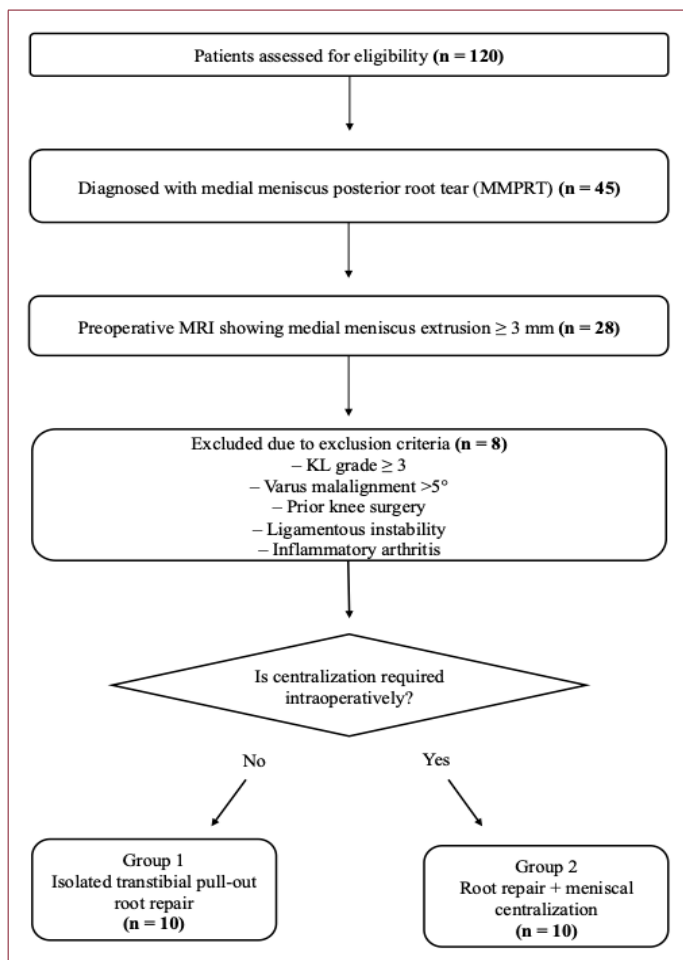 Patients assessed for eligibility (n = 120)
Diagnosed with medial meniscus posterior root tear (MMPRT) (n = 45)
Preoperative MRI showing medial meniscus extrusion ≥ 3 mm (n = 28)
Excluded due to exclusion criteria (n = 8)
– KL grade ≥ 3
– Varus malalignment >5°
– Prior knee surgery
– Ligamentous instability
– Inflammatory arthritis
Is centralization required
intraoperatively?
No
Yes
Group 1
Isolated transtibial pull-out
root repair
(n = 10)
Group 2
Root repair + meniscal
centralization
(n = 10)